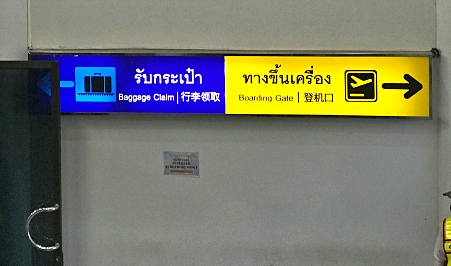 รับกระเป๋า
Baggage Claim | 行李领取
ทางขึ้นเครื่อง
Boarding Gate | 登机口